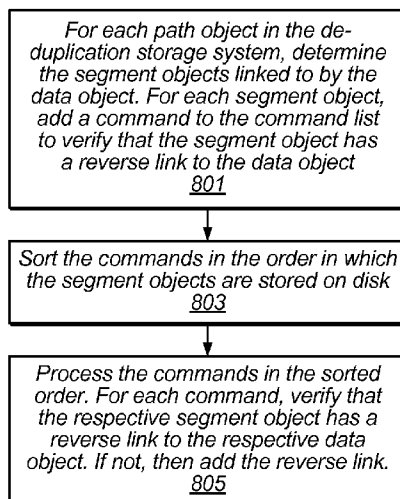 For each path object in the de-
duplication storage system, determine
the segment objects linked to by the
data object. For each segment object,
add a command to the command list
to verify that the segment object has
a reverse link to the data object
801
Sort the commands in the order in which
the segment objects are stored on disk
803
Process the commands in the sorted
order. For each command, verify that
the respective segment object has a
reverse link to the respective data
object. If not, then add the reverse link.
805